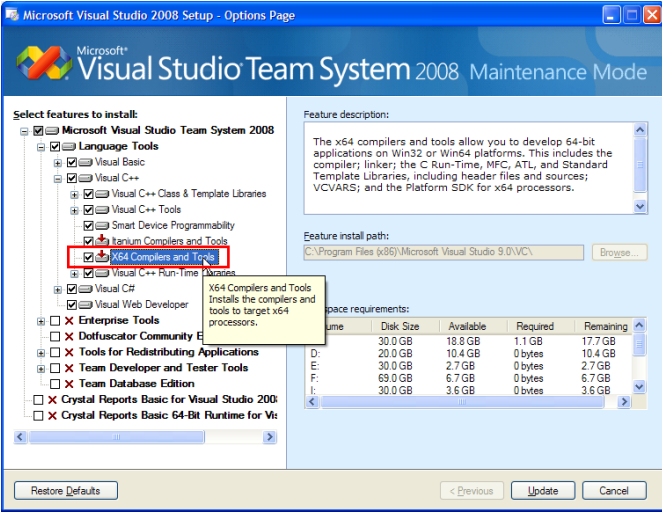 Microsoft Visual Studio 2008 Setup - Options Page
Microsoft®
Visual Studio Team System 2008 Maintenance Mode
Select features to install:
Microsoft Visual Studio Team System 2008
Language Tools
Visual Basic
Visual C++
Visual C++ Class & Template Libraries
Visual C++ Tools
Smart Device Programmability
Itanium Compilers and Tools
X64 Compilers and Tools
Visual C++ Run-Time Libraries
Visual C#
Visual Web Developer
Enterprise Tools
Dotfuscator Community E
Tools for Redistributing Applications
Team Developer and Tester Tools
Team Database Edition
Crystal Reports Basic for Visual Studio 200
Crystal Reports Basic 64-Bit Runtime for Vis
X64 Compilers and Tools
Installs the compilers and
tools to target x64
processors.
Feature description:
The x64 compilers and tools allow you to develop 64-bit
applications on Win32 or Win64 platforms. This includes the
compiler; linker; the C Run-Time, MFC, ATL, and Standard
Template Libraries, including header files and sources;
VCVARS; and the Platform SDK for x64 processors.
Feature install path:
C:\Program Files (x86)\Microsoft Visual Studio 9.0\VC\
Browse...
space requirements:
ume Disk Size Available Required Remaining
30.0 GB 18.8 GB 1.1 GB 17.7 GB
D: 20.0 GB 10.4 GB 0 bytes 10.4 GB
E: 30.0 GB 2.7 GB 0 bytes 2.7 GB
F: 69.0 GB 6.7 GB 0 bytes 6.7 GB
I: 30.0 GB 3.6 GB 0 bytes 3.6 GB
Restore Defaults
< Previous
Update
Cancel